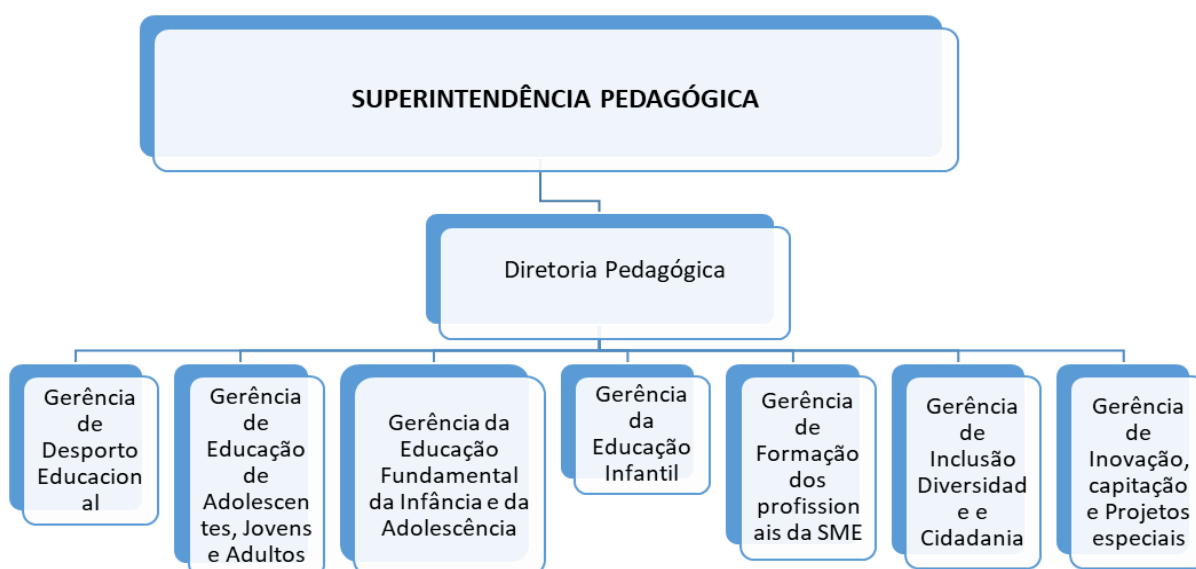 SUPERINTENDÊNCIA PEDAGÓGICA
Diretoria Pedagógica
Gerência
de
Desporto
Educacion
al
Gerência
de
Educação
de
Adolescen
tes, Jovens
e Adultos
Gerência da
Educação
Fundamental
da Infância e da
Adolescência
Gerência
da
Educação
Infantil
Gerência
de
Formação
dos
profission
ais da SME
Gerência
de
Inclusão
Diversidad
e e
Cidadania
Gerência
de
Inovação,
capitação
e Projetos
especiais